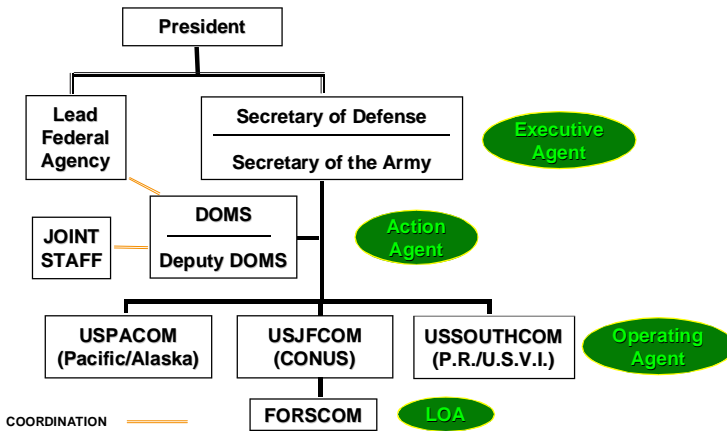 President
Lead
Federal
Agency
Secretary of Defense
Secretary of the Army
Executive
Agent
JOINT
STAFF
DOMS
Deputy DOMS
Action
Agent
USPACOM
(Pacific/Alaska)
USJFCOM
(CONUS)
USSOUTHCOM
(P.R./U.S.V.I.)
Operating
Agent
FORSCOM
LOA
COORDINATION